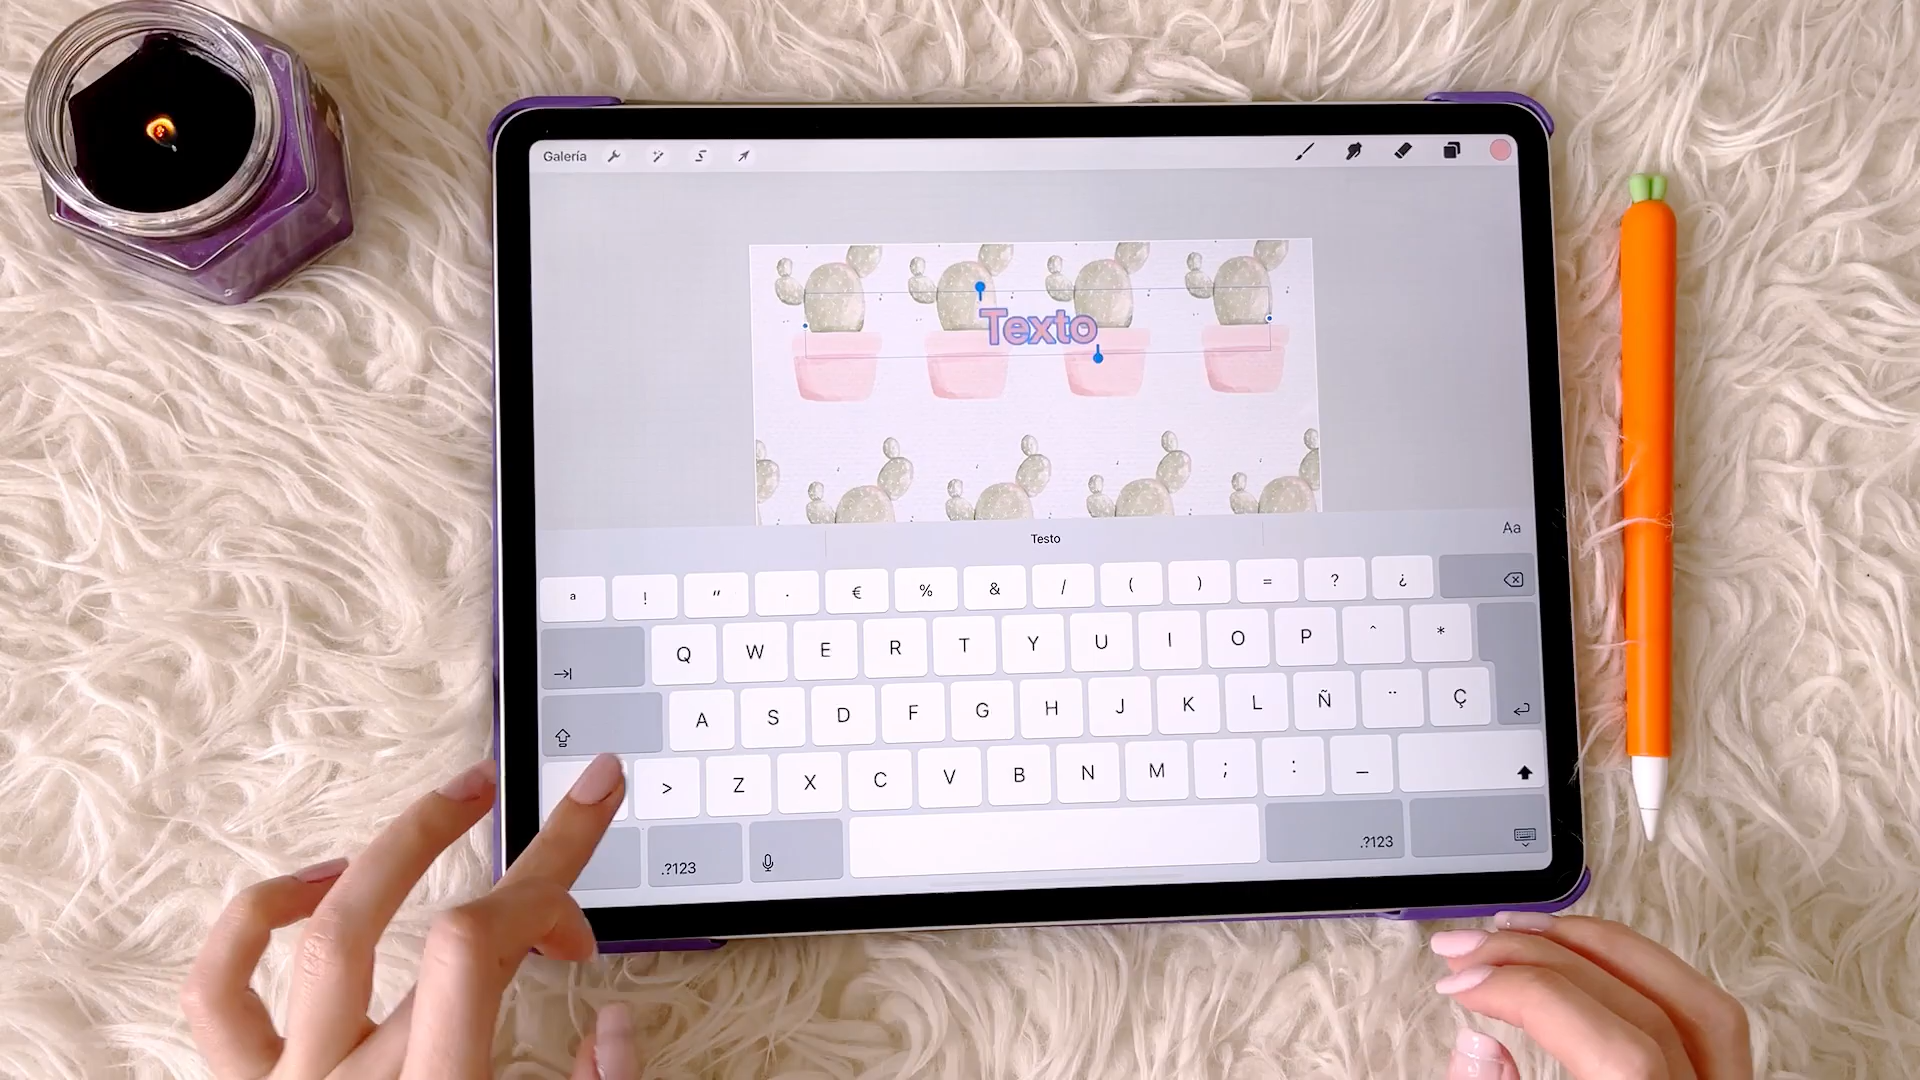 Galería
Texto
Testo
Aa
ª ! " · € % & / ( ) = ? ¿
Q W E R T Y U I O P ^ *
A S D F G H J K L Ñ ¨ Ç
> Z X C V B N M ; : _
.?123 .?123